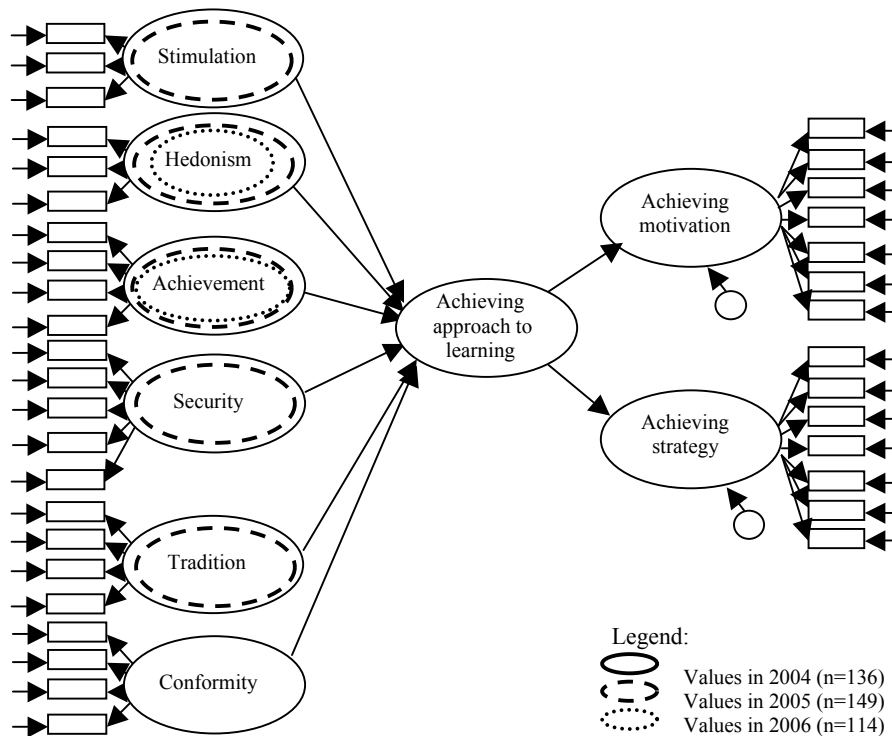 Stimulation
Hedonism
Achievement
Security
Tradition
Conformity
Achieving
approach to
learning
Achieving
motivation
Achieving
strategy
Legend:
Values in 2004 (n=136)
Values in 2005 (n=149)
Values in 2006 (n=114)